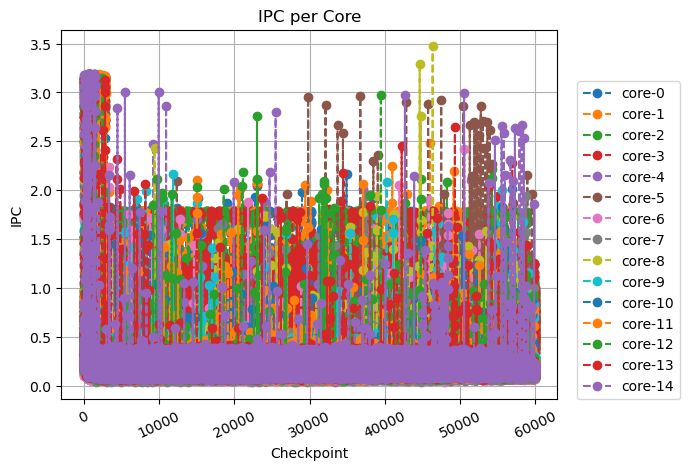 IPC per Core
IPC
3.5
3.0
2.5
2.0
1.5
1.0
0.5
0.0
0
10000
20000
30000
40000
50000
60000
Checkpoint
core-0
core-1
core-2
core-3
core-4
core-5
core-6
core-7
core-8
core-9
core-10
core-11
core-12
core-13
core-14